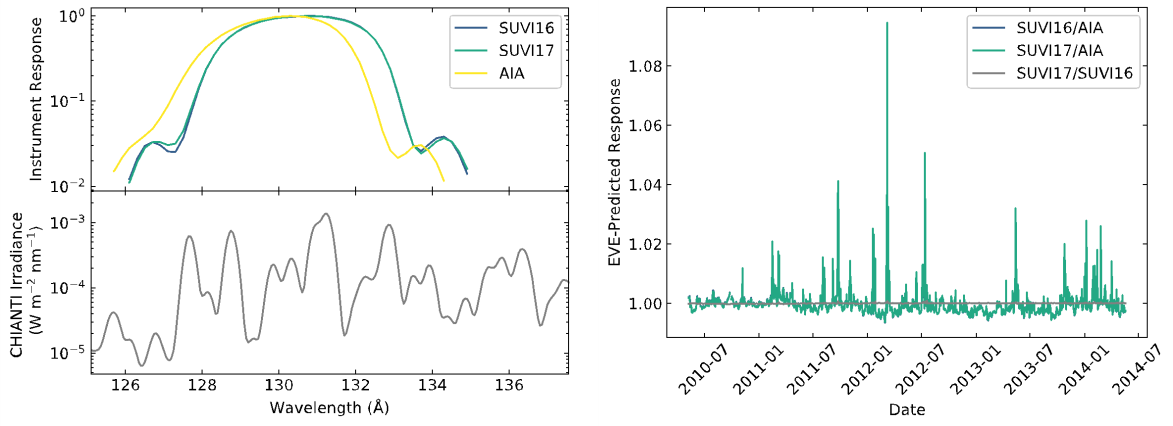 10⁰
10⁻¹
10⁻²
Instrument Response
SUVI16
SUVI17
AIA
10⁻³
10⁻⁴
10⁻⁵
CHIANTI Irradiance
(W m⁻² nm⁻¹)
126 128 130 132 134 136
Wavelength (Å)
1.08
1.06
1.04
1.02
1.00
EVE-Predicted Response
SUVI16/AIA
SUVI17/AIA
SUVI17/SUVI16
2010-07 2011-01 2011-07 2012-01 2012-07 2013-01 2013-07 2014-01 2014-07
Date